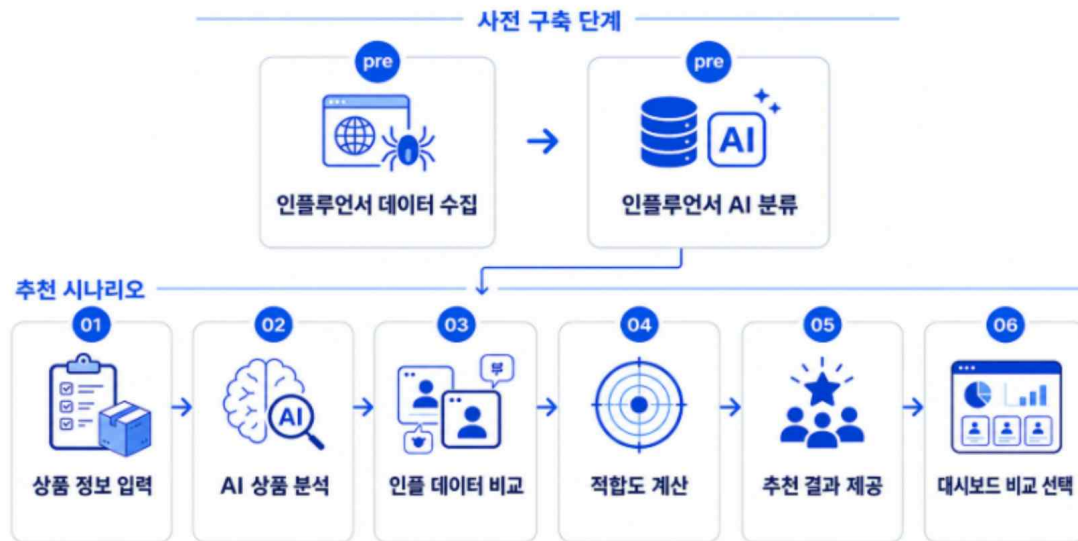 사전 구축 단계
pre
pre
AI
인플루언서 데이터 수집
인플루언서 AI 분류
추천 시나리오
01
02
03
04
05
06
AI
뷰
상품 정보 입력
AI 상품 분석
인플 데이터 비교
적합도 계산
추천 결과 제공
대시보드 비교 선택